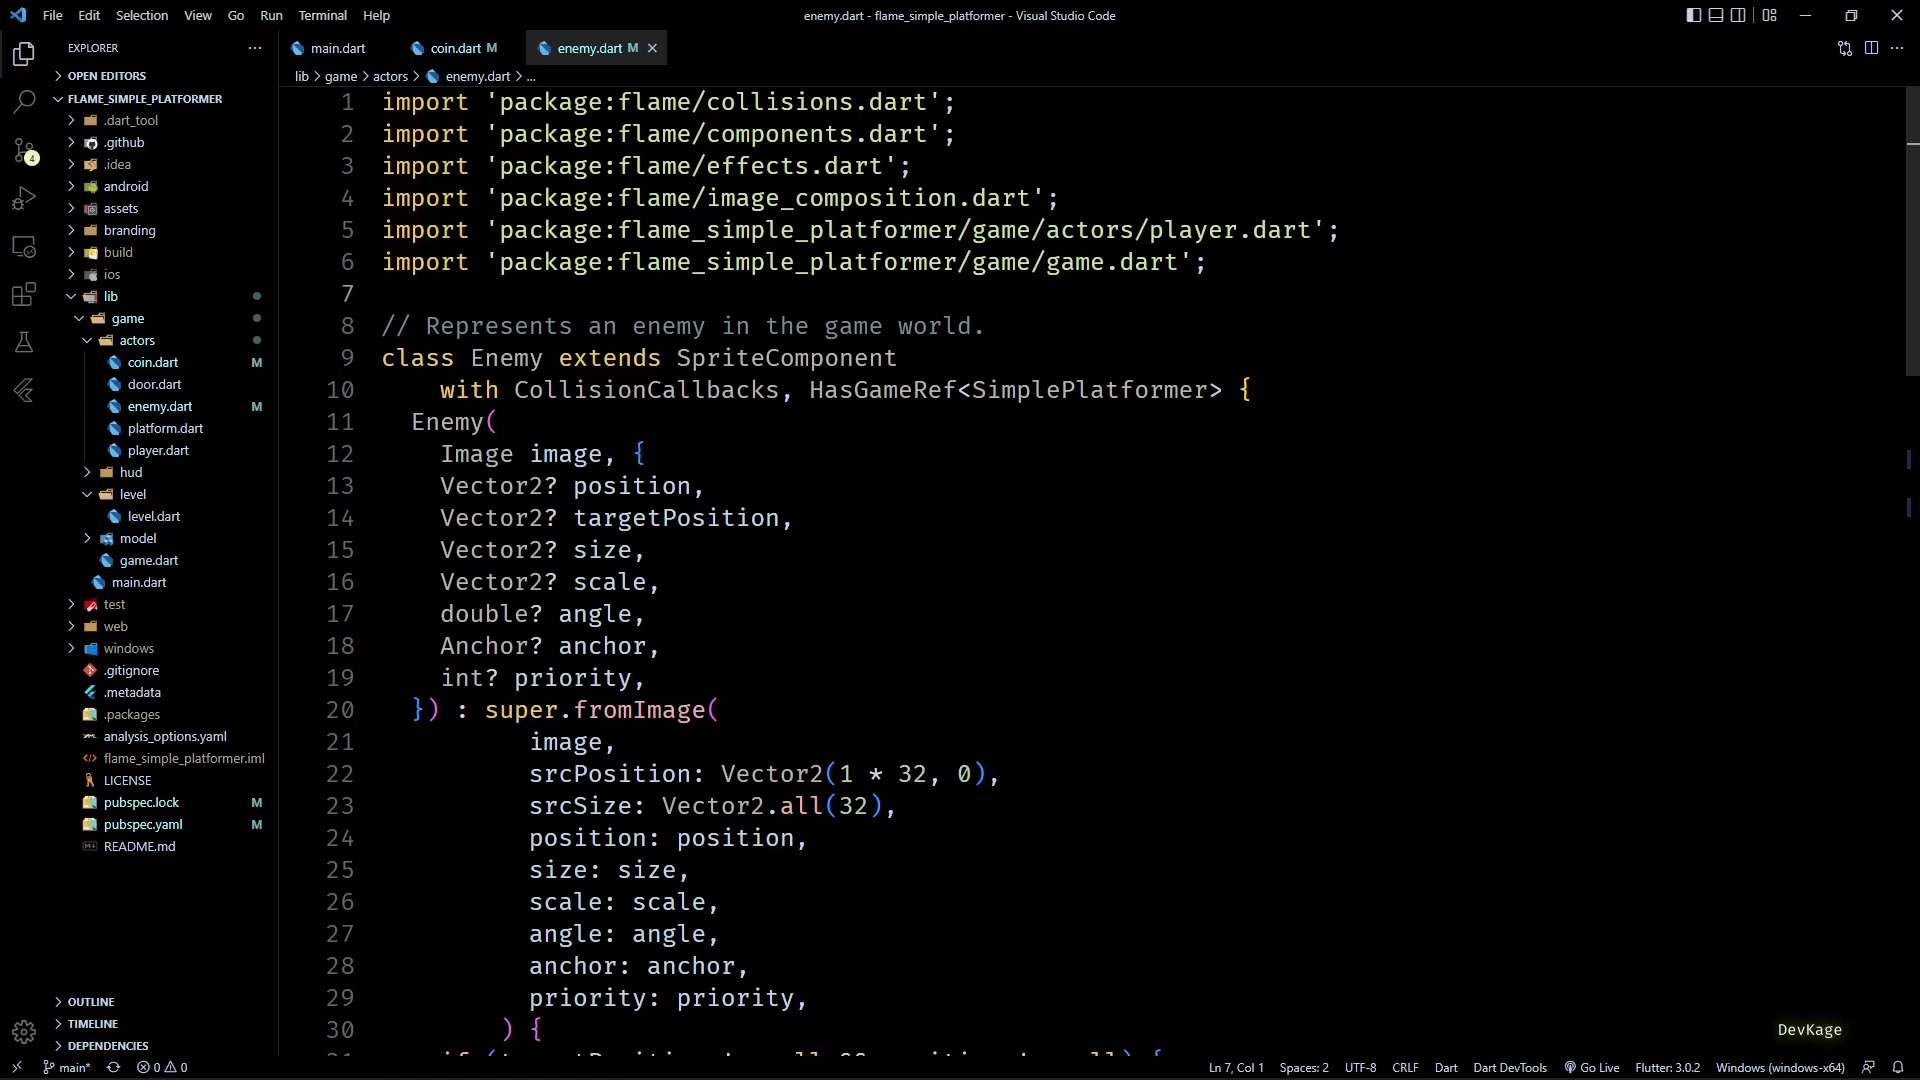 File Edit Selection View Go Run Terminal Help
enemy.dart - flame_simple_platformer - Visual Studio Code
EXPLORER
OPEN EDITORS
FLAME_SIMPLE_PLATFORMER
.dart_tool
.github
.idea
android
assets
branding
build
ios
lib
game
actors
coin.dart M
door.dart
enemy.dart M
platform.dart
player.dart
hud
level
level.dart
model
game.dart
main.dart
test
web
windows
.gitignore
.metadata
.packages
analysis_options.yaml
flame_simple_platformer.iml
LICENSE
pubspec.lock M
pubspec.yaml M
README.md
OUTLINE
TIMELINE
DEPENDENCIES
4
main.dart coin.dart M enemy.dart M
lib > game > actors > enemy.dart > ...
1 import 'package:flame/collisions.dart';
2 import 'package:flame/components.dart';
3 import 'package:flame/effects.dart';
4 import 'package:flame/image_composition.dart';
5 import 'package:flame_simple_platformer/game/actors/player.dart';
6 import 'package:flame_simple_platformer/game/game.dart';
7
8 // Represents an enemy in the game world.
9 class Enemy extends SpriteComponent
10 with CollisionCallbacks, HasGameRef<SimplePlatformer> {
11 Enemy(
12 Image image, {
13 Vector2? position,
14 Vector2? targetPosition,
15 Vector2? size,
16 Vector2? scale,
17 double? angle,
18 Anchor? anchor,
19 int? priority,
20 }) : super.fromImage(
21 image,
22 srcPosition: Vector2(1 * 32, 0),
23 srcSize: Vector2.all(32),
24 position: position,
25 size: size,
26 scale: scale,
27 angle: angle,
28 anchor: anchor,
29 priority: priority,
30 ) {
DevKage
main* 0 0 Ln 7, Col 1 Spaces: 2 UTF-8 CRLF Dart Dart DevTools Go Live Flutter: 3.0.2 Windows (windows-x64)